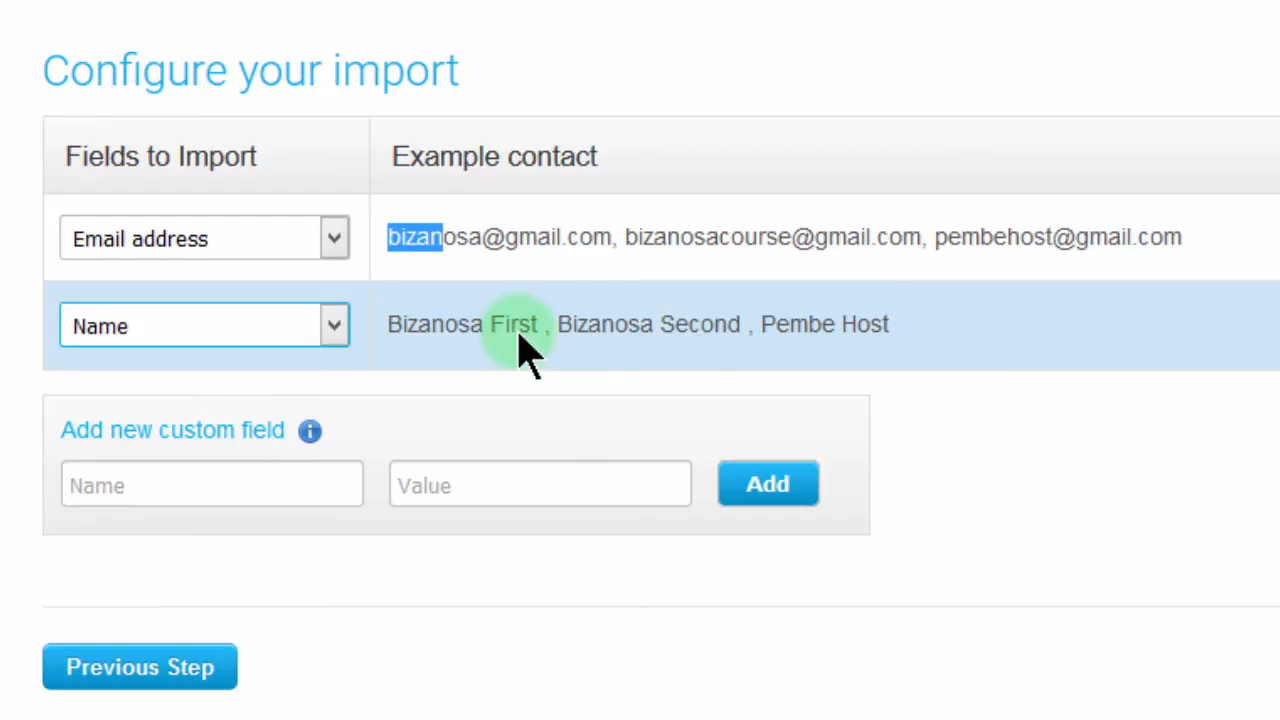 Configure your import
Fields to Import Example contact
Email address bizanosa@gmail.com, bizanosacourse@gmail.com, pembehost@gmail.com
Name Bizanosa First , Bizanosa Second , Pembe Host
Add new custom field i
Name Value Add
Previous Step